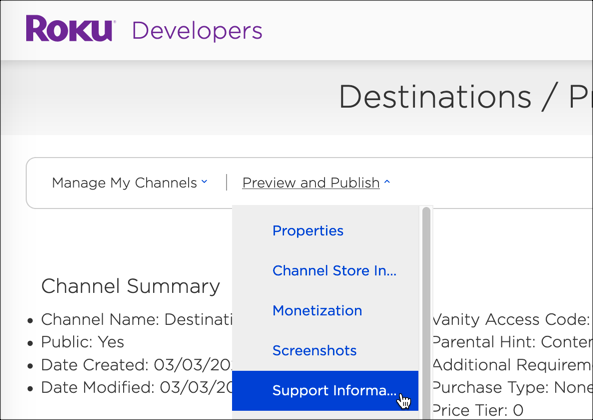 Roku Developers
Destinations / P
Manage My Channels | Preview and Publish
Properties
Channel Store In...
Monetization
Screenshots
Support Informa...
Channel Summary
Channel Name: Destinati
Public: Yes
Date Created: 03/03/20
Date Modified: 03/03/20
Vanity Access Code:
Parental Hint: Conten
Additional Requirem
Purchase Type: None
Price Tier: 0